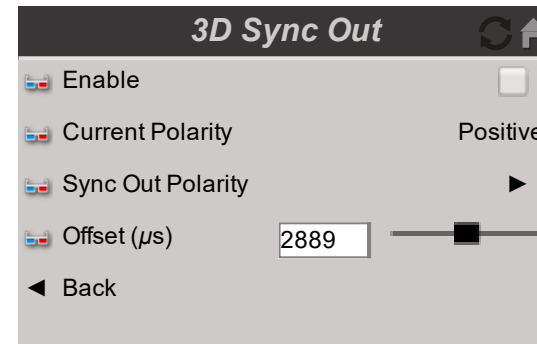 3D Sync Out
Enable
Current Polarity Positive
Sync Out Polarity ►
Offset (µs) 2889
◄ Back